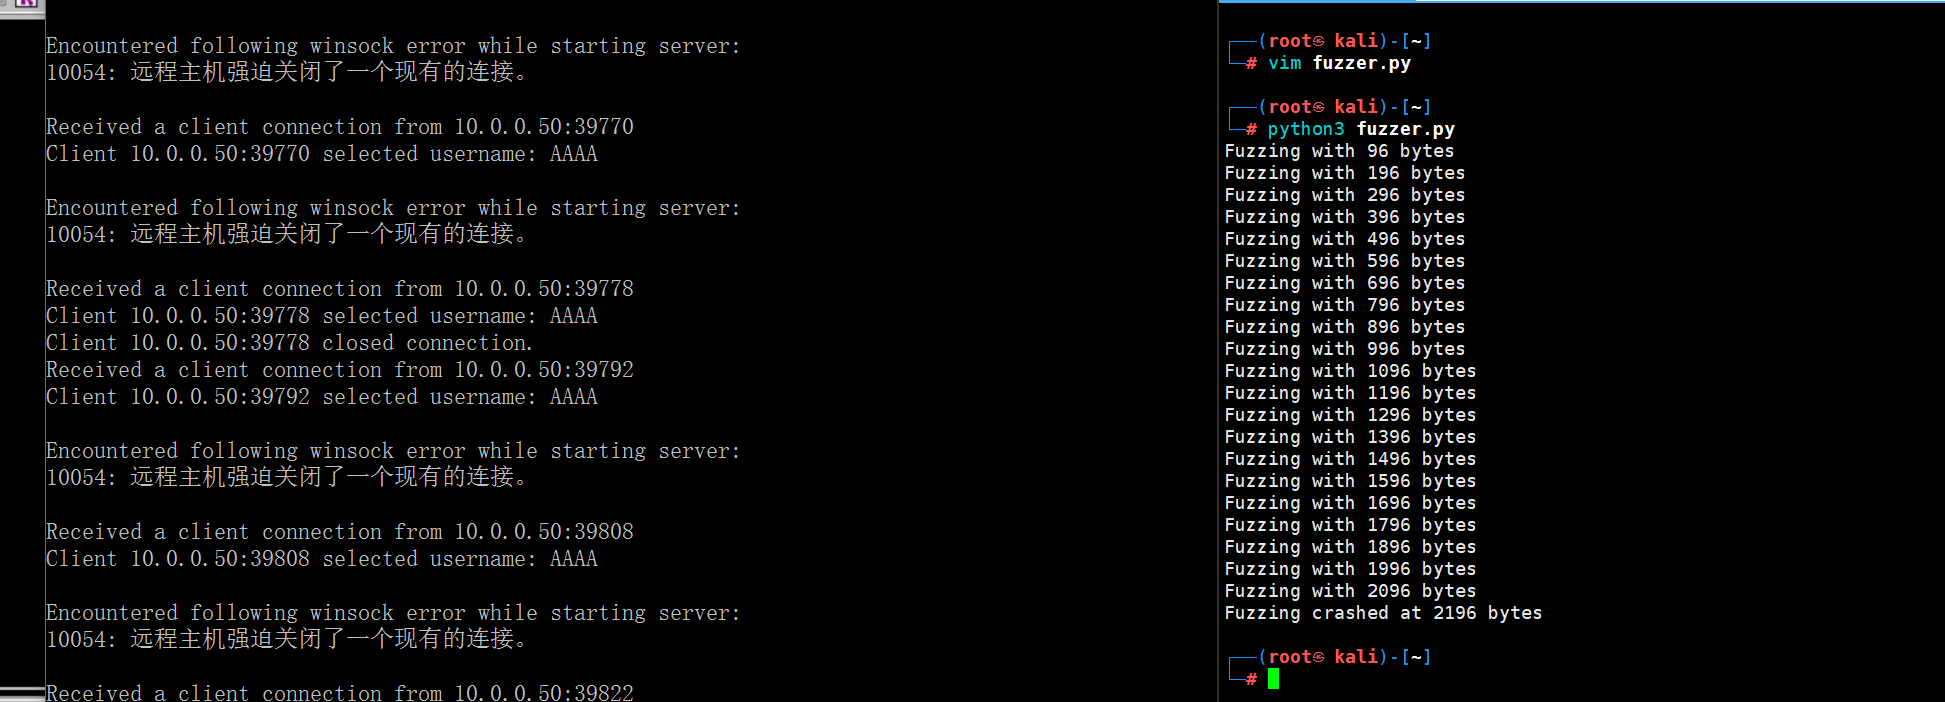 Encountered following winsock error while starting server:
10054: 远程主机强迫关闭了一个现有的连接。
Received a client connection from 10.0.0.50:39770
Client 10.0.0.50:39770 selected username: AAAA
Encountered following winsock error while starting server:
10054: 远程主机强迫关闭了一个现有的连接。
Received a client connection from 10.0.0.50:39778
Client 10.0.0.50:39778 selected username: AAAA
Client 10.0.0.50:39778 closed connection.
Received a client connection from 10.0.0.50:39792
Client 10.0.0.50:39792 selected username: AAAA
Encountered following winsock error while starting server:
10054: 远程主机强迫关闭了一个现有的连接。
Received a client connection from 10.0.0.50:39808
Client 10.0.0.50:39808 selected username: AAAA
Encountered following winsock error while starting server:
10054: 远程主机强迫关闭了一个现有的连接。
Received a client connection from 10.0.0.50:39822
┌──(root㉿ kali)-[~]
└─# vim fuzzer.py
┌──(root㉿ kali)-[~]
└─# python3 fuzzer.py
Fuzzing with 96 bytes
Fuzzing with 196 bytes
Fuzzing with 296 bytes
Fuzzing with 396 bytes
Fuzzing with 496 bytes
Fuzzing with 596 bytes
Fuzzing with 696 bytes
Fuzzing with 796 bytes
Fuzzing with 896 bytes
Fuzzing with 996 bytes
Fuzzing with 1096 bytes
Fuzzing with 1196 bytes
Fuzzing with 1296 bytes
Fuzzing with 1396 bytes
Fuzzing with 1496 bytes
Fuzzing with 1596 bytes
Fuzzing with 1696 bytes
Fuzzing with 1796 bytes
Fuzzing with 1896 bytes
Fuzzing with 1996 bytes
Fuzzing with 2096 bytes
Fuzzing crashed at 2196 bytes
┌──(root㉿ kali)-[~]
└─#